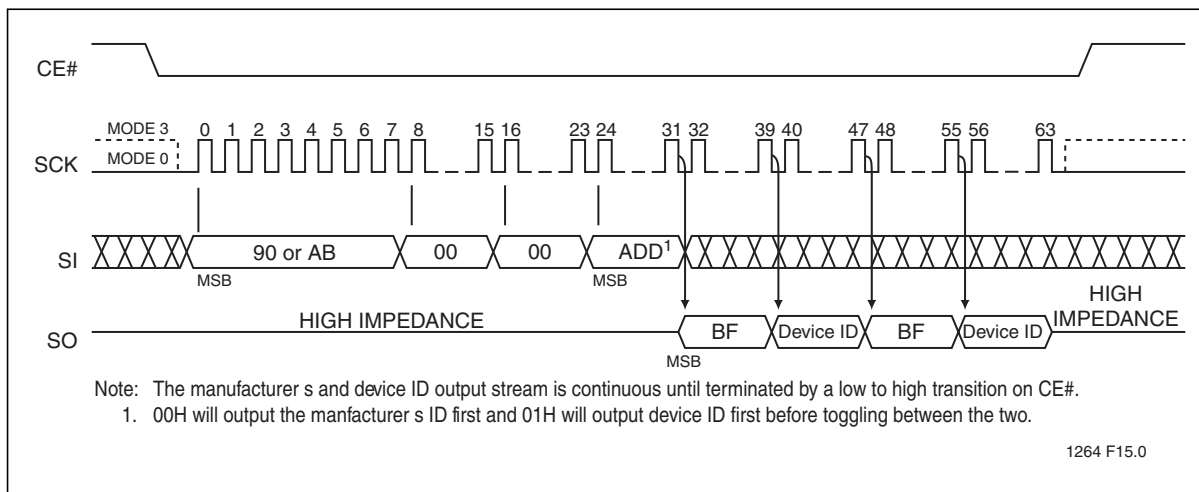 CE#
MODE 3 0 1 2 3 4 5 6 7 8 15 16 23 24 31 32 39 40 47 48 55 56 63
MODE 0
SCK
SI 90 or AB 00 00 ADD1
MSB MSB
HIGH IMPEDANCE
SO BF Device ID BF Device ID
HIGH
IMPEDANCE
MSB
Note: The manufacturer s and device ID output stream is continuous until terminated by a low to high transition on CE#.
1. 00H will output the manfacturer s ID first and 01H will output device ID first before toggling between the two.
1264 F15.0